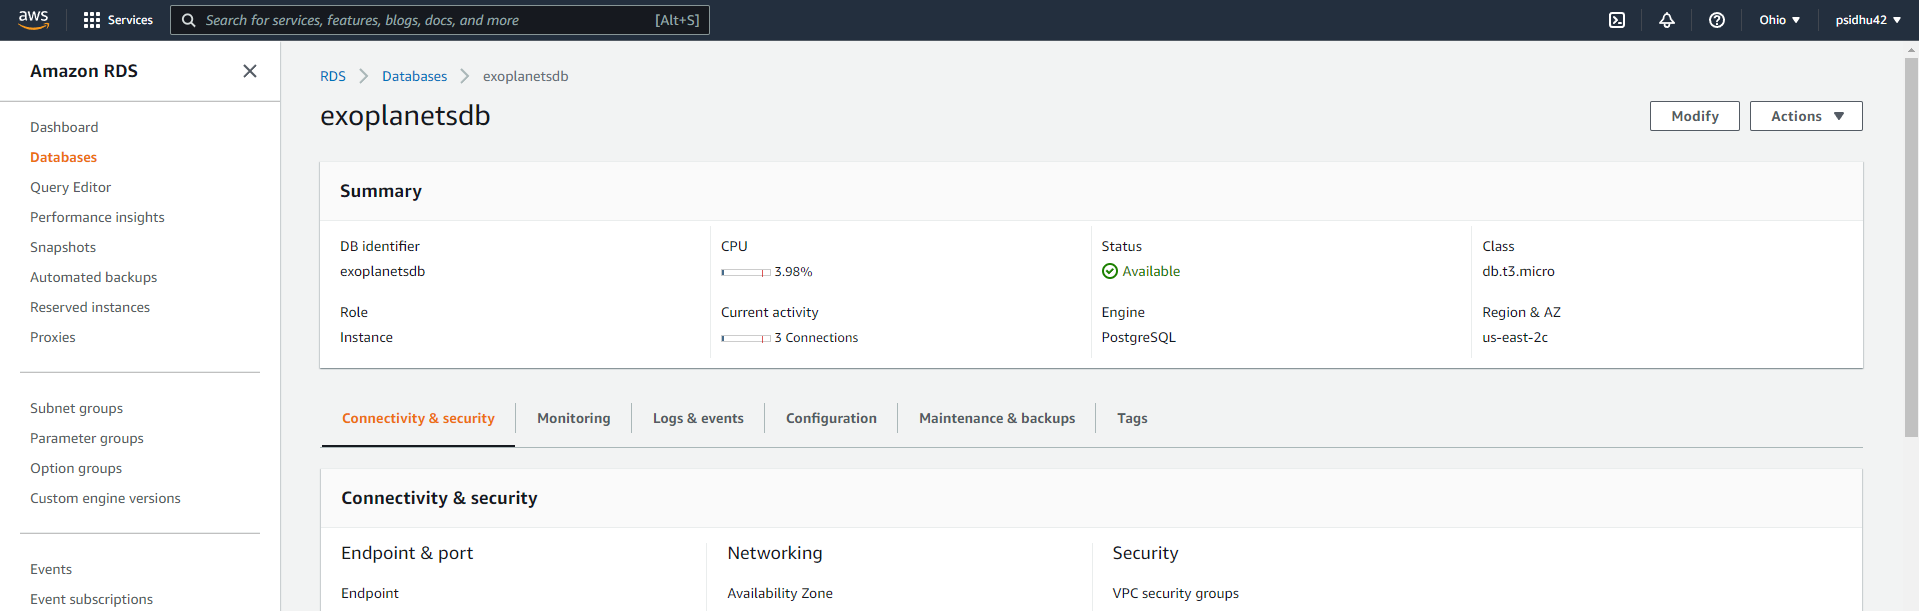 aws Services Search for services, features, blogs, docs, and more [Alt+S] Ohio psidhu42
Amazon RDS
Dashboard
Databases
Query Editor
Performance insights
Snapshots
Automated backups
Reserved instances
Proxies
Subnet groups
Parameter groups
Option groups
Custom engine versions
Events
Event subscriptions
RDS Databases exoplanetsdb
exoplanetsdb
Modify Actions
Summary
DB identifier
exoplanetsdb
CPU
3.98%
Status
Available
Class
db.t3.micro
Role
Instance
Current activity
3 Connections
Engine
PostgreSQL
Region & AZ
us-east-2c
Connectivity & security Monitoring Logs & events Configuration Maintenance & backups Tags
Connectivity & security
Endpoint & port
Endpoint
Networking
Availability Zone
Security
VPC security groups